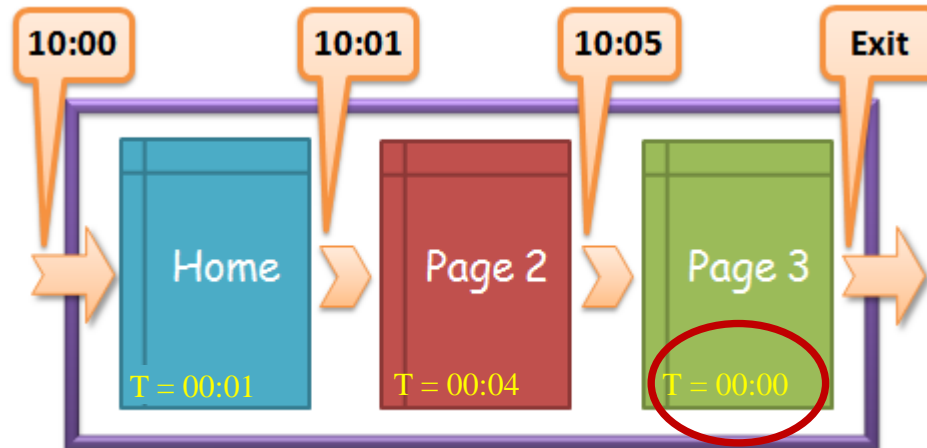 10:00
10:01
10:05
Exit
Home
Page 2
Page 3
T = 00:01
T = 00:04
T = 00:00